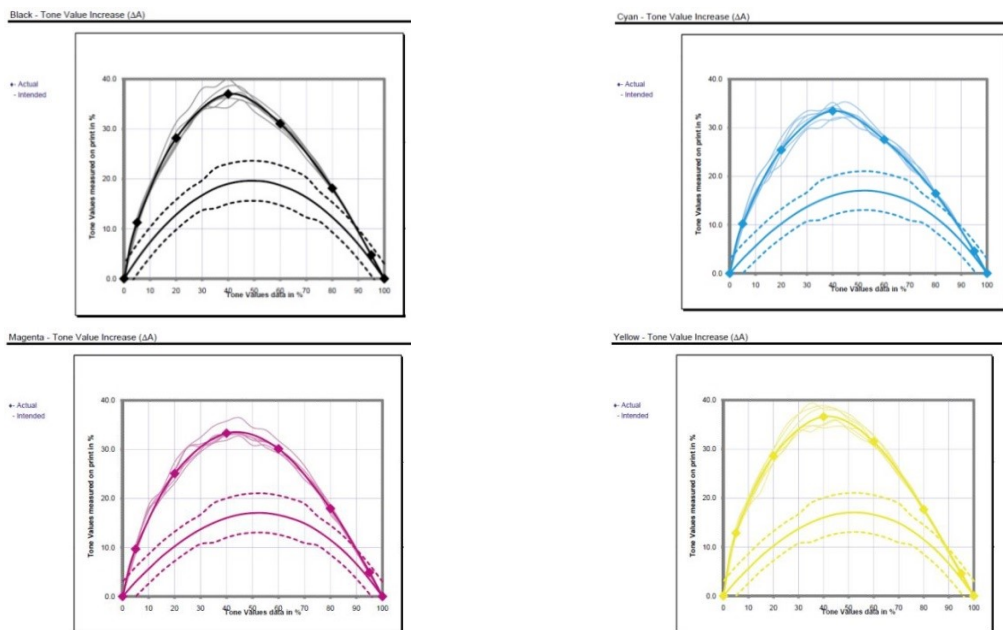 Black - Tone Value Increase (ΔA)
Actual
- Intended
Tone Values measured on print in %
40.0
30.0
20.0
10.0
0.0
0 10 20 30 40 50 60 70 80 90 100
Tone Values data in %
Cyan - Tone Value Increase (ΔA)
Actual
- Intended
Tone Values measured on print in %
40.0
30.0
20.0
10.0
0.0
0 10 20 30 40 50 60 70 80 90 100
Tone Values data in %
Magenta - Tone Value Increase (ΔA)
Actual
- Intended
Tone Values measured on print in %
40.0
30.0
20.0
10.0
0.0
0 10 20 30 40 50 60 70 80 90 100
Tone Values data in %
Yellow - Tone Value Increase (ΔA)
Actual
- Intended
Tone Values measured on print in %
40.0
30.0
20.0
10.0
0.0
0 10 20 30 40 50 60 70 80 90 100
Tone Values data in %